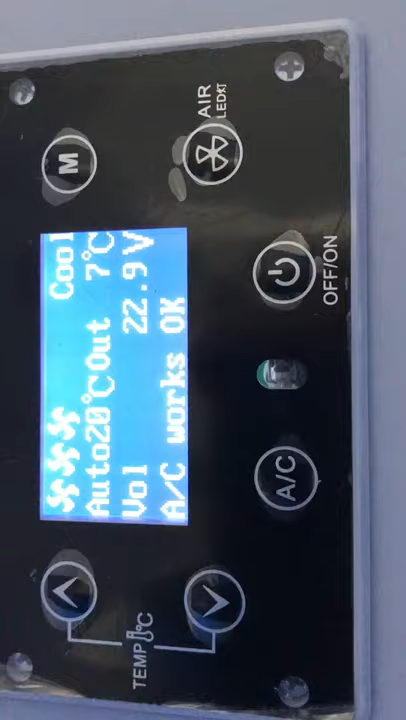 Cool
Auto20℃Out 7℃
Vol 22.9V
A/C works OK
M
AIR
LED灯
TEMP ℃
A/C
OFF/ON